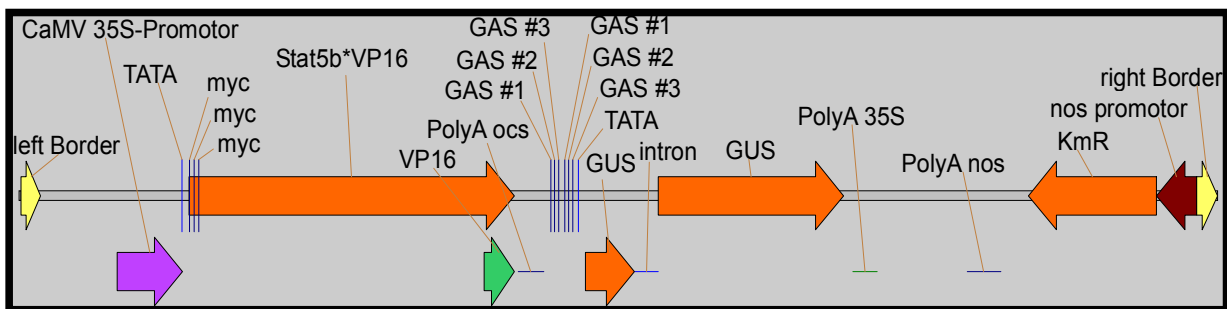 CaMV 35S-Promotor
GAS #3
GAS #1
Stat5b*VP16
GAS #2
GAS #2
TATA
myc
GAS #1
GAS #3
right Border
myc
PolyA ocs
TATA
PolyA 35S
nos promotor
left Border
myc
VP16
GUS
intron
GUS
PolyA nos
KmR